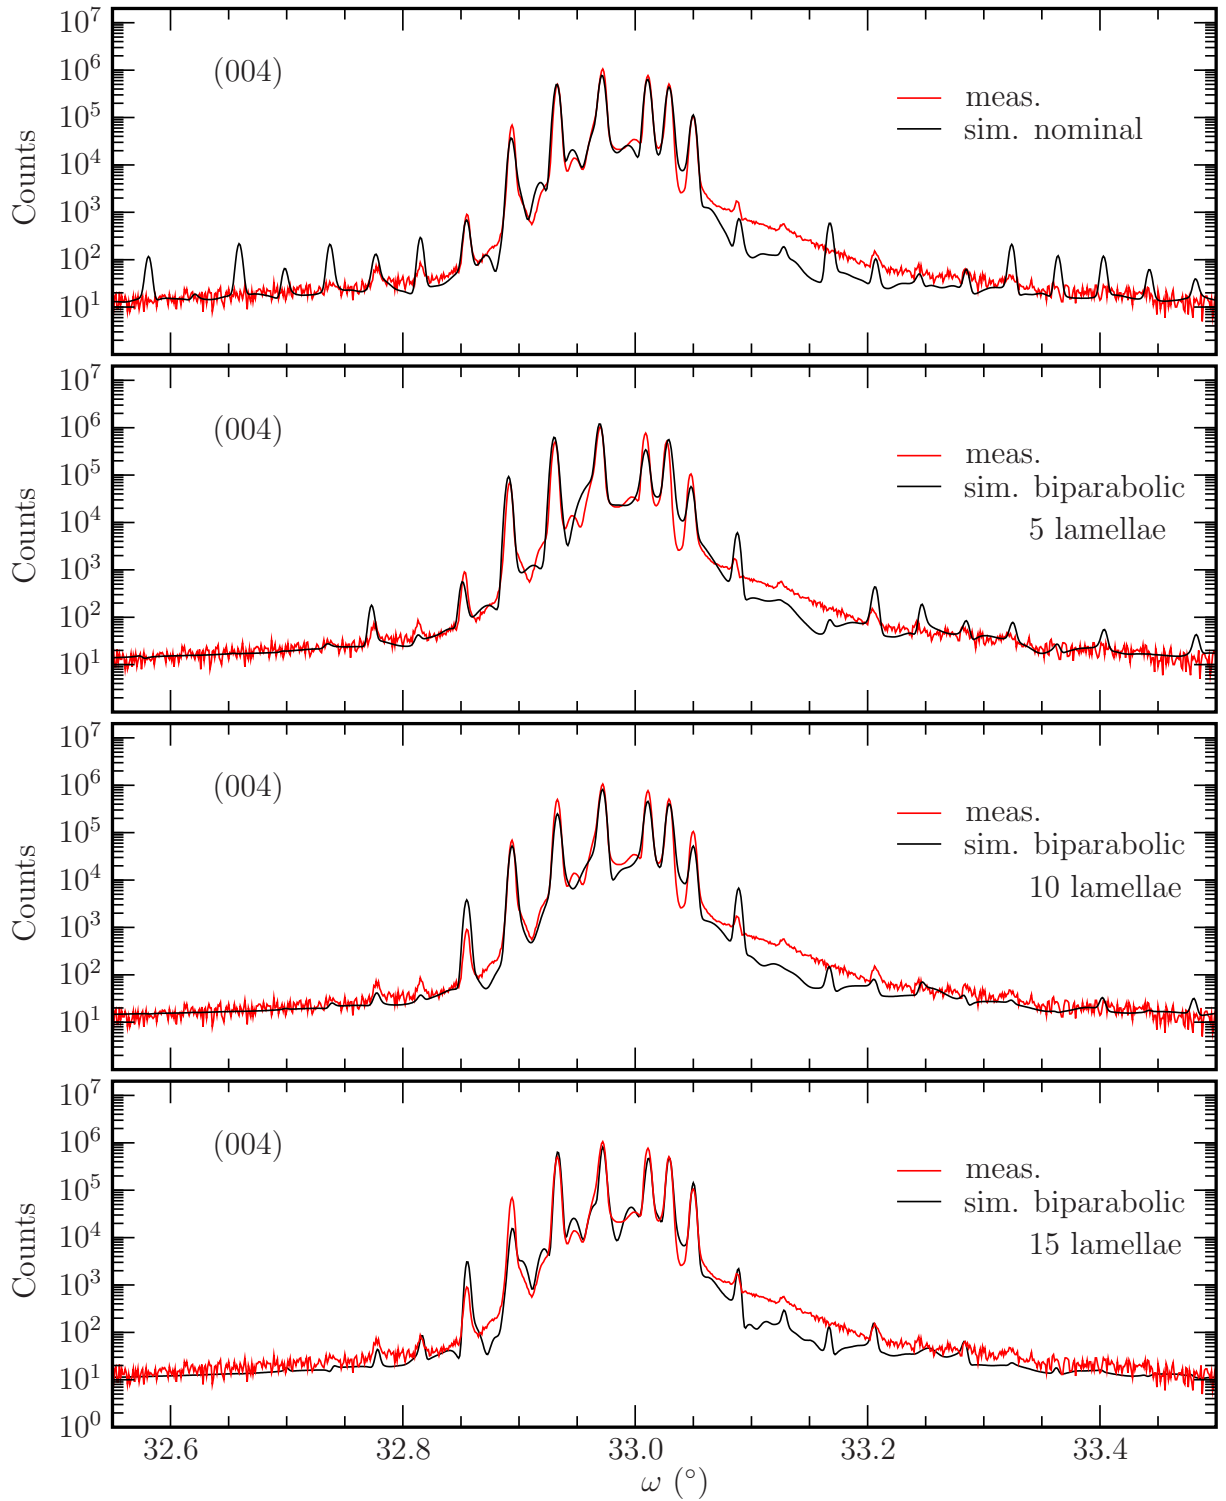 10^7
(004)
10^6
meas.
10^5
sim. nominal
10^4
Counts
10^3
10^2
10^1
10^7
(004)
10^6
meas.
10^5
sim. biparabolic
5 lamellae
10^4
Counts
10^3
10^2
10^1
10^7
(004)
10^6
meas.
10^5
sim. biparabolic
10 lamellae
10^4
Counts
10^3
10^2
10^1
10^7
(004)
10^6
meas.
10^5
sim. biparabolic
15 lamellae
10^4
Counts
10^3
10^2
10^1
10^0
32.6 32.8 33.0 33.2 33.4
ω (°)